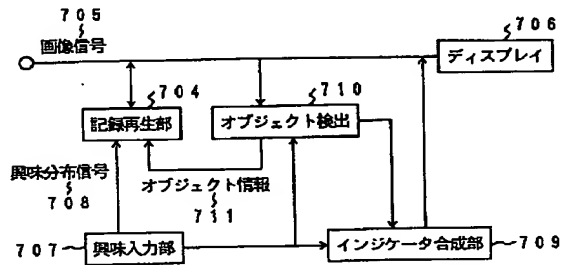 ７０５
画像信号
７０６
ディスプレイ
７０４
記録再生部
７１０
オブジェクト検出
興味分布信号
７０８
オブジェクト情報
７１１
７０７
興味入力部
インジケータ合成部
７０９